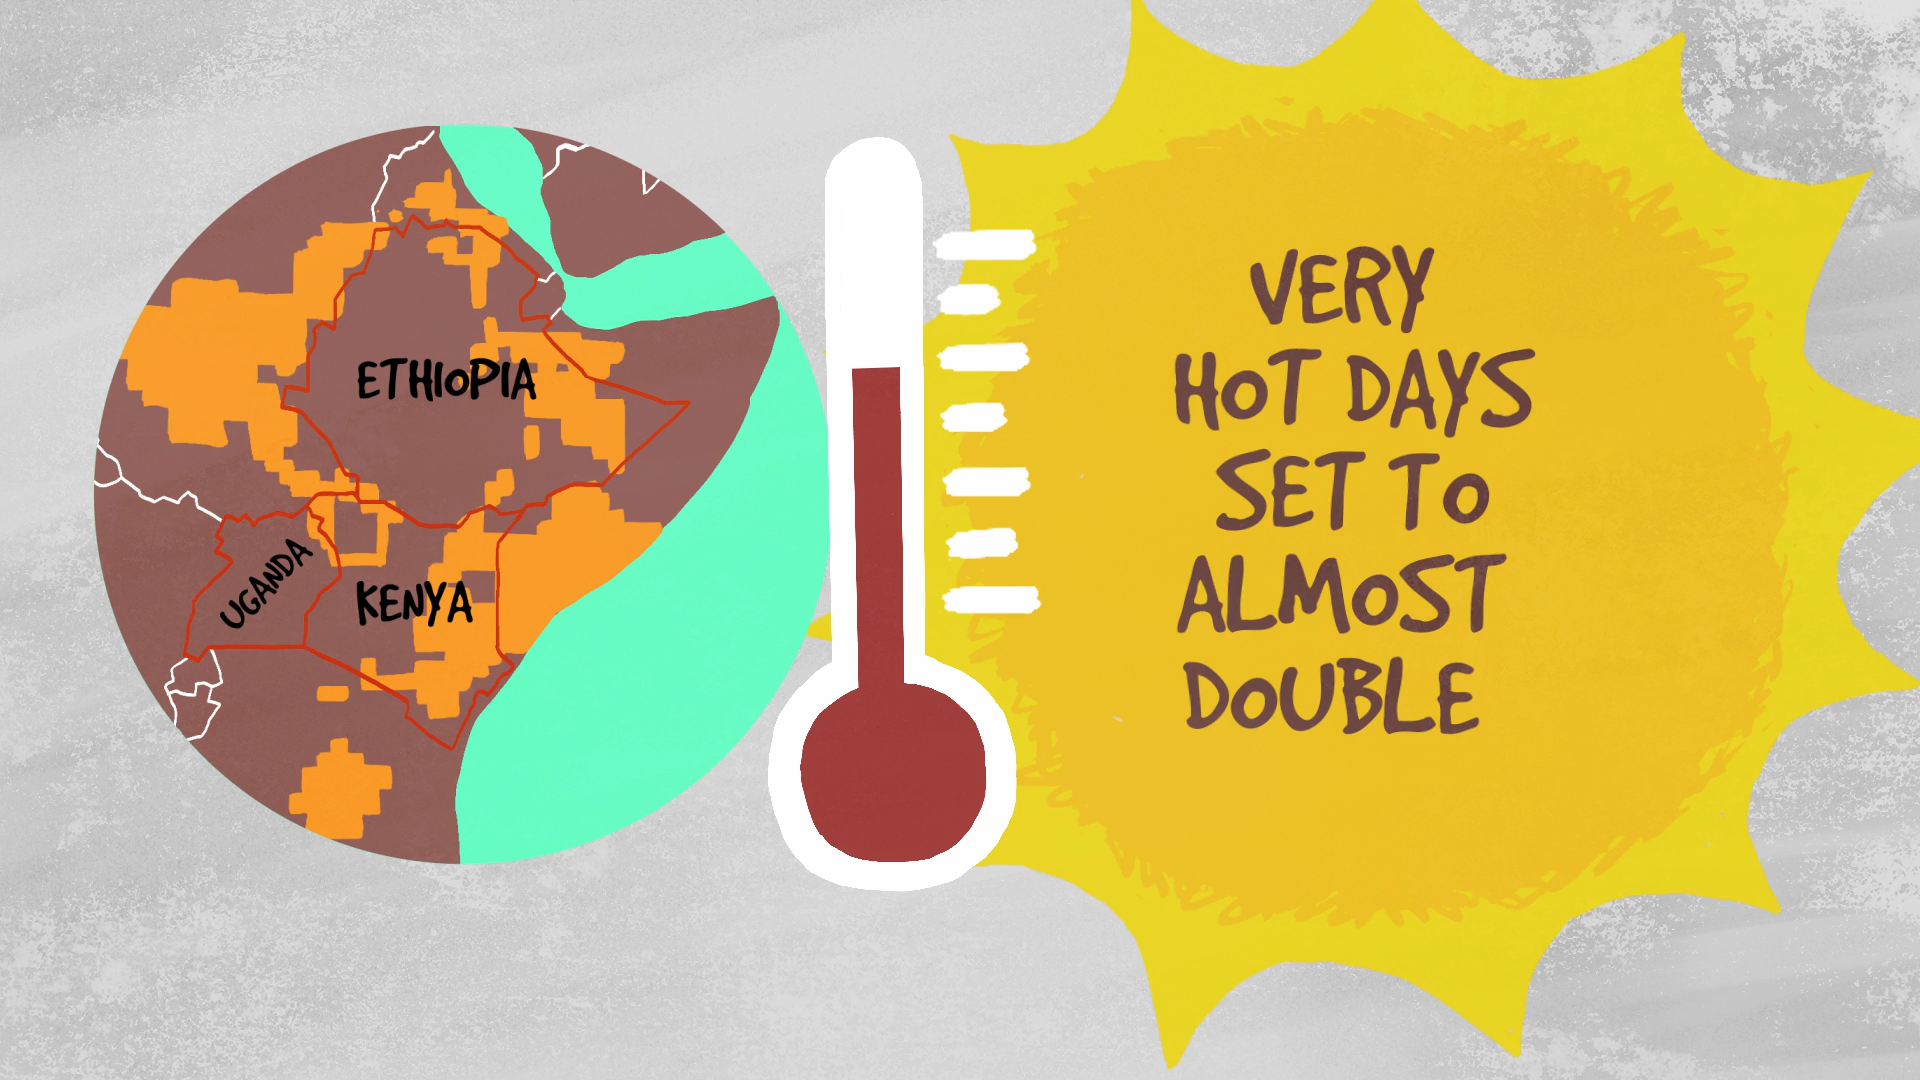 ETHIOPIA
UGANDA
KENYA
VERY
HOT DAYS
SET TO
ALMOST
DOUBLE